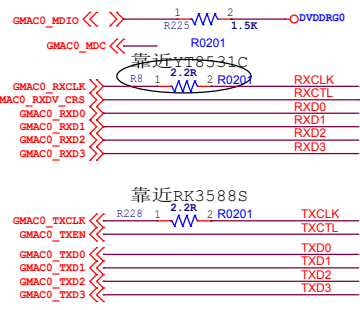 GMAC0_MDIO 1 2 DVDDRG0
R225 1.5K
GMAC0_MDC R0201
靠近YT8531C
2.2R
GMAC0_RXCLK R8 1 2 R0201 RXCLK
MAC0_RXDV_CRS RXCTL
GMAC0_RXD0 RXD0
GMAC0_RXD1 RXD1
GMAC0_RXD2 RXD2
GMAC0_RXD3 RXD3
靠近RK3588S
2.2R
GMAC0_TXCLK R228 1 2 R0201 TXCLK
GMAC0_TXEN TXCTL
GMAC0_TXD0 TXD0
GMAC0_TXD1 TXD1
GMAC0_TXD2 TXD2
GMAC0_TXD3 TXD3